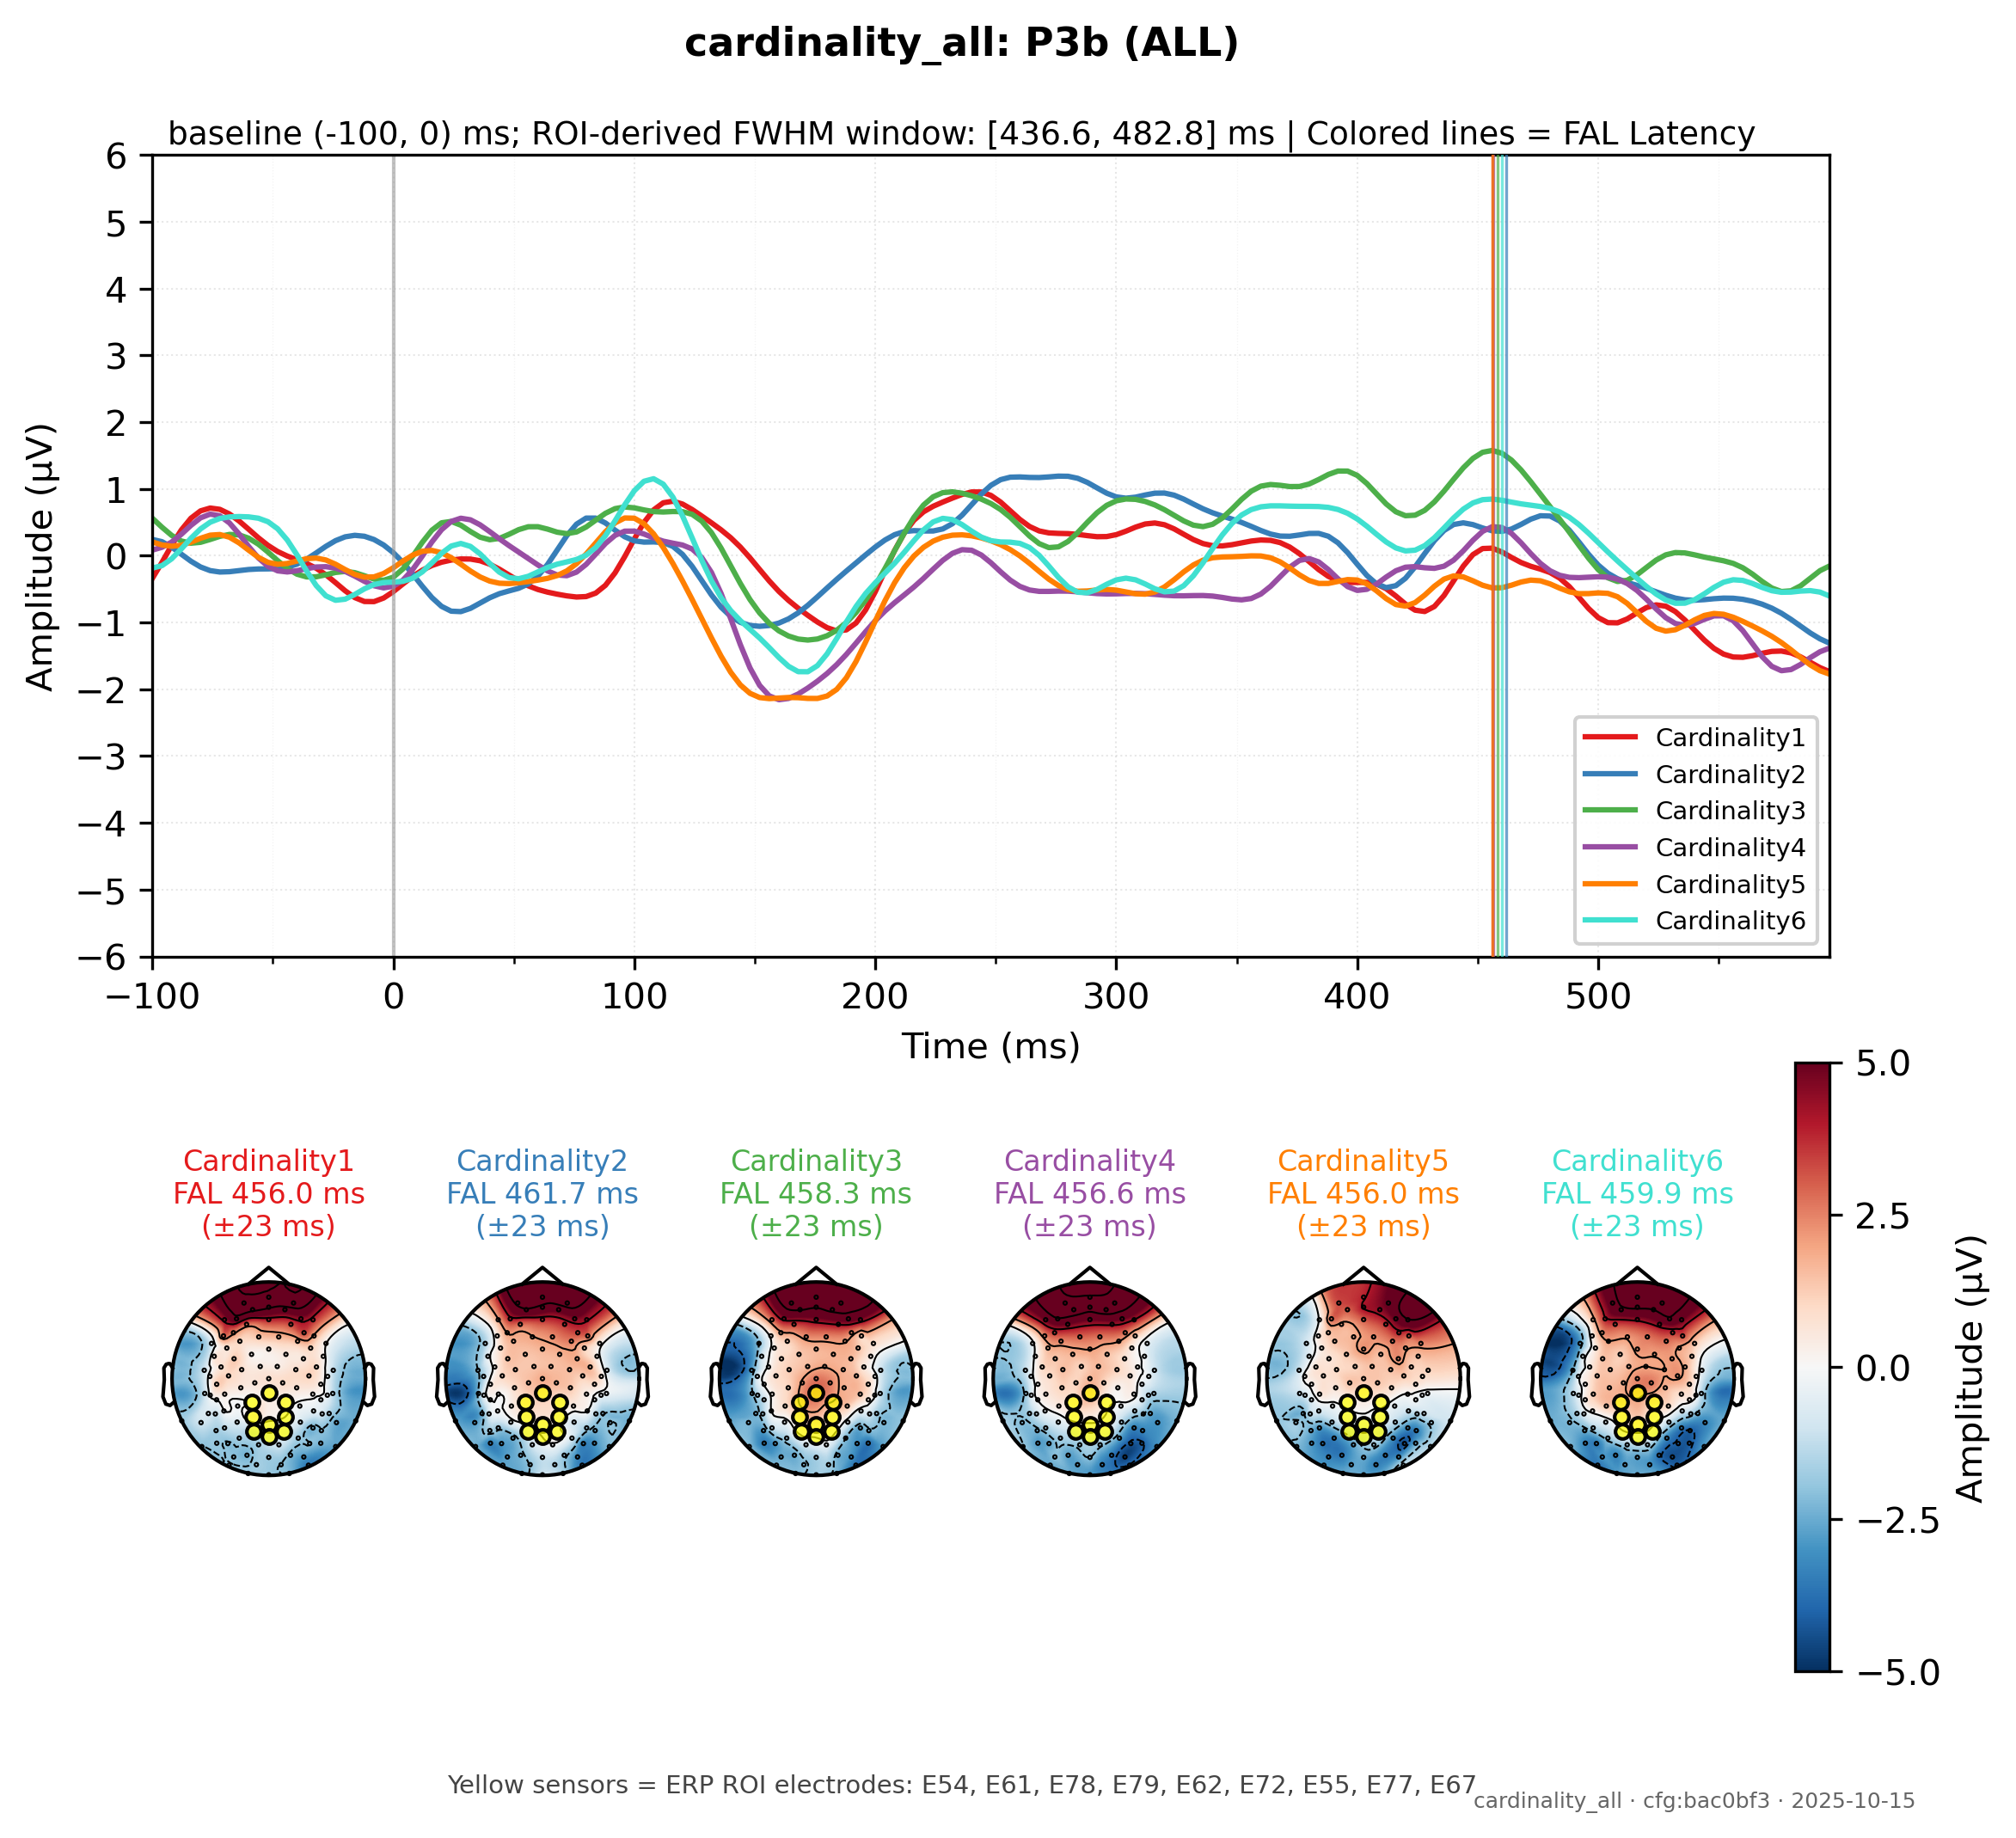 cardinality_all: P3b (ALL)
baseline (-100, 0) ms; ROI-derived FWHM window: [436.6, 482.8] ms | Colored lines = FAL Latency
6
5
4
3
2
1
0
−1
−2
−3
−4
−5
−6
Amplitude (µV)
Cardinality1
Cardinality2
Cardinality3
Cardinality4
Cardinality5
Cardinality6
−100 0 100 200 300 400 500
Time (ms)
Cardinality1
FAL 456.0 ms
(±23 ms)
Cardinality2
FAL 461.7 ms
(±23 ms)
Cardinality3
FAL 458.3 ms
(±23 ms)
Cardinality4
FAL 456.6 ms
(±23 ms)
Cardinality5
FAL 456.0 ms
(±23 ms)
Cardinality6
FAL 459.9 ms
(±23 ms)
5.0
2.5
0.0
−2.5
−5.0
Amplitude (µV)
Yellow sensors = ERP ROI electrodes: E54, E61, E78, E79, E62, E72, E55, E77, E67
cardinality_all · cfg:bac0bf3 · 2025-10-15